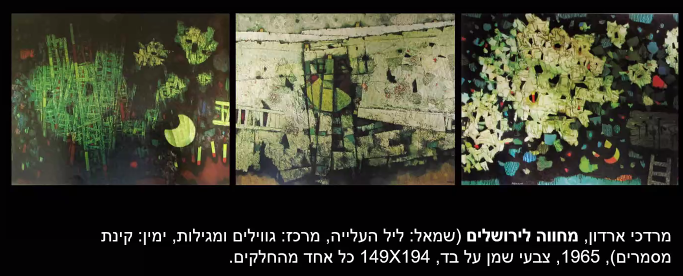 מרדכי ארדון, מחווה לירושלים (שמאל: ליל העלייה, מרכז: גווילים ומגילות, ימין: קינת
מסמרים), 1965, צבעי שמן על בד, 149X194 כל אחד מהחלקים.